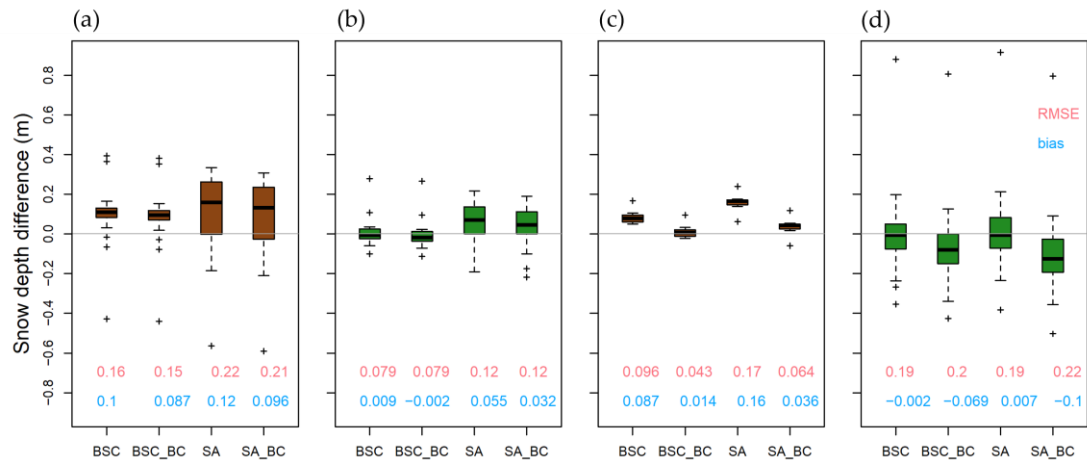 (a) (b) (c) (d)
Snow depth difference (m)
0.8
0.6
0.4
0.2
0.0
−0.2
−0.4
−0.6
−0.8
RMSE
bias
0.16 0.15 0.22 0.21
0.1 0.087 0.12 0.096
BSC BSC_BC SA SA_BC
0.079 0.079 0.12 0.12
0.009 −0.002 0.055 0.032
BSC BSC_BC SA SA_BC
0.096 0.043 0.17 0.064
0.087 0.014 0.16 0.036
BSC BSC_BC SA SA_BC
0.19 0.2 0.19 0.22
−0.002 −0.069 0.007 −0.1
BSC BSC_BC SA SA_BC